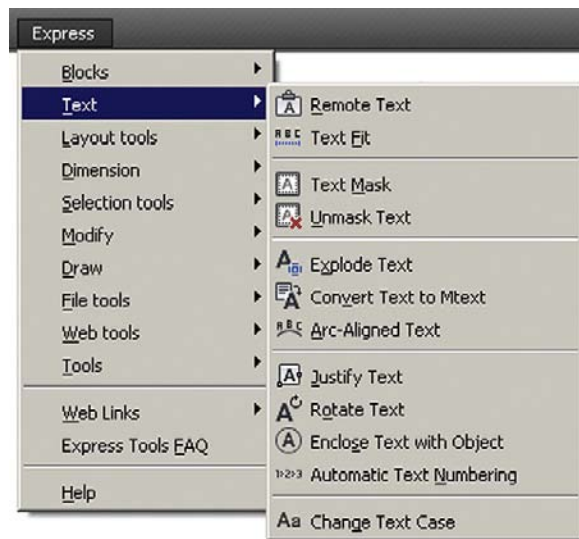 Express
Blocks
Text
Layout tools
Dimension
Selection tools
Modify
Draw
File tools
Web tools
Tools
Web Links
Express Tools FAQ
Help
Remote Text
Text Fit
Text Mask
Unmask Text
Explode Text
Convert Text to Mtext
Arc-Aligned Text
Justify Text
Rotate Text
Enclose Text with Object
Automatic Text Numbering
Change Text Case